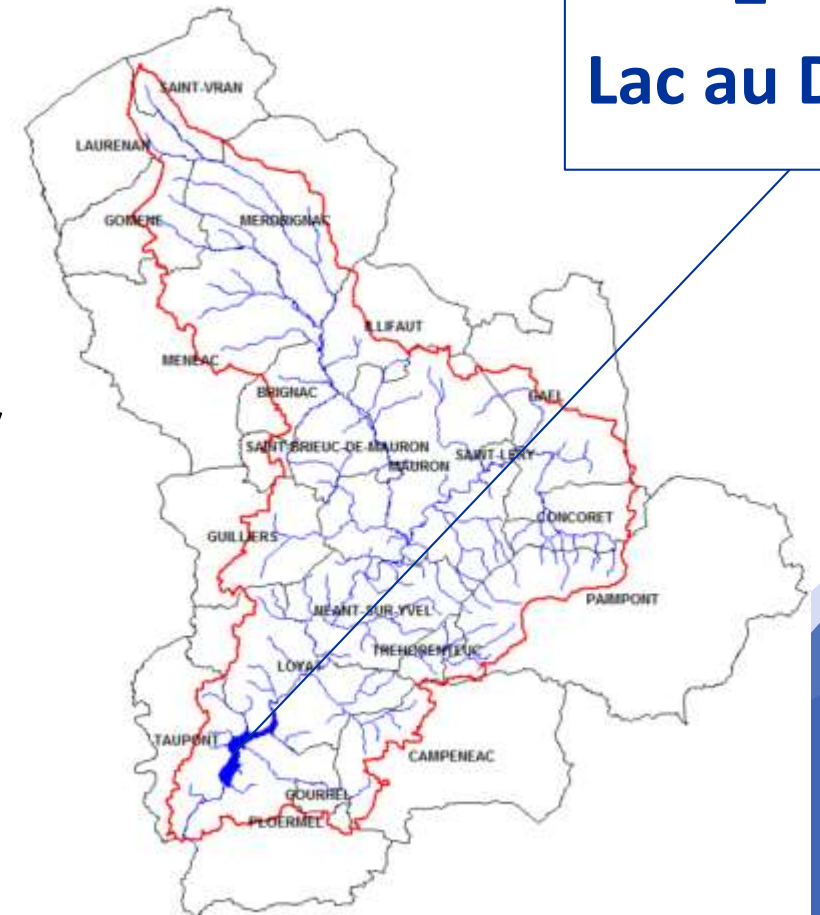 Lac au D
SAINT-VRAN
LAURENAN
GOMENE
MERDRIGNAC
ILLIFAUT
MENEAC
BRIGNAC
GAEL
SAINT-BRIEUC-DE-MAURON
MAURON
SAINT-LERY
CONCORET
GUILLIERS
PAIMPONT
NEANT-SUR-YVEL
TREHORENTEUC
LOYAT
TAUPONT
CAMPENEAC
GOURHEL
PLOERMEL